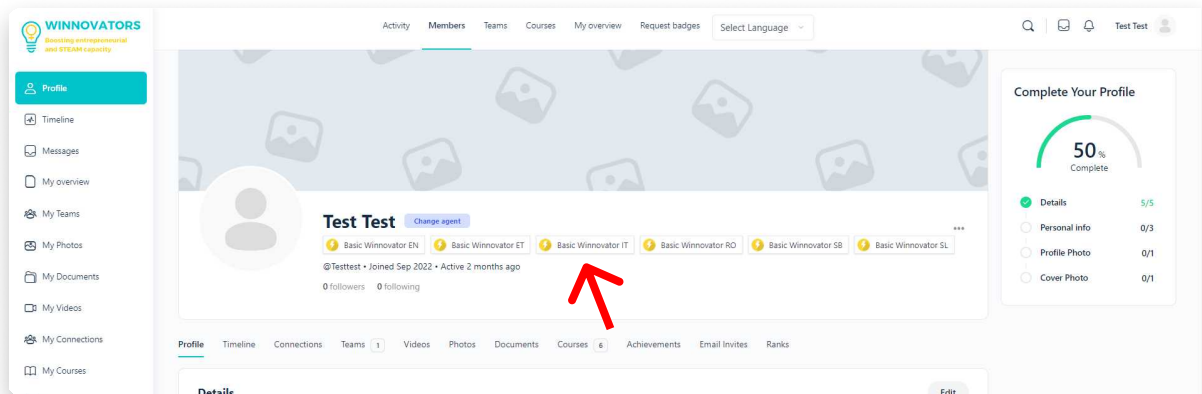 WINNOVATORS
Boosting entrepreneurial
and STEAM capacity
Activity Members Teams Courses My overview Request badges Select Language
Test Test
Profile
Timeline
Messages
My overview
My Teams
My Photos
My Documents
My Videos
My Connections
My Courses
Test Test Change agent
Basic Winnovator EN Basic Winnovator ET Basic Winnovator IT Basic Winnovator RO Basic Winnovator SB Basic Winnovator SL
@Testtest • Joined Sep 2022 • Active 2 months ago
0 followers 0 following
Profile Timeline Connections Teams 1 Videos Photos Documents Courses 6 Achievements Email Invites Ranks
Details Edit
Complete Your Profile
50 %
Complete
Details 5/5
Personal info 0/3
Profile Photo 0/1
Cover Photo 0/1